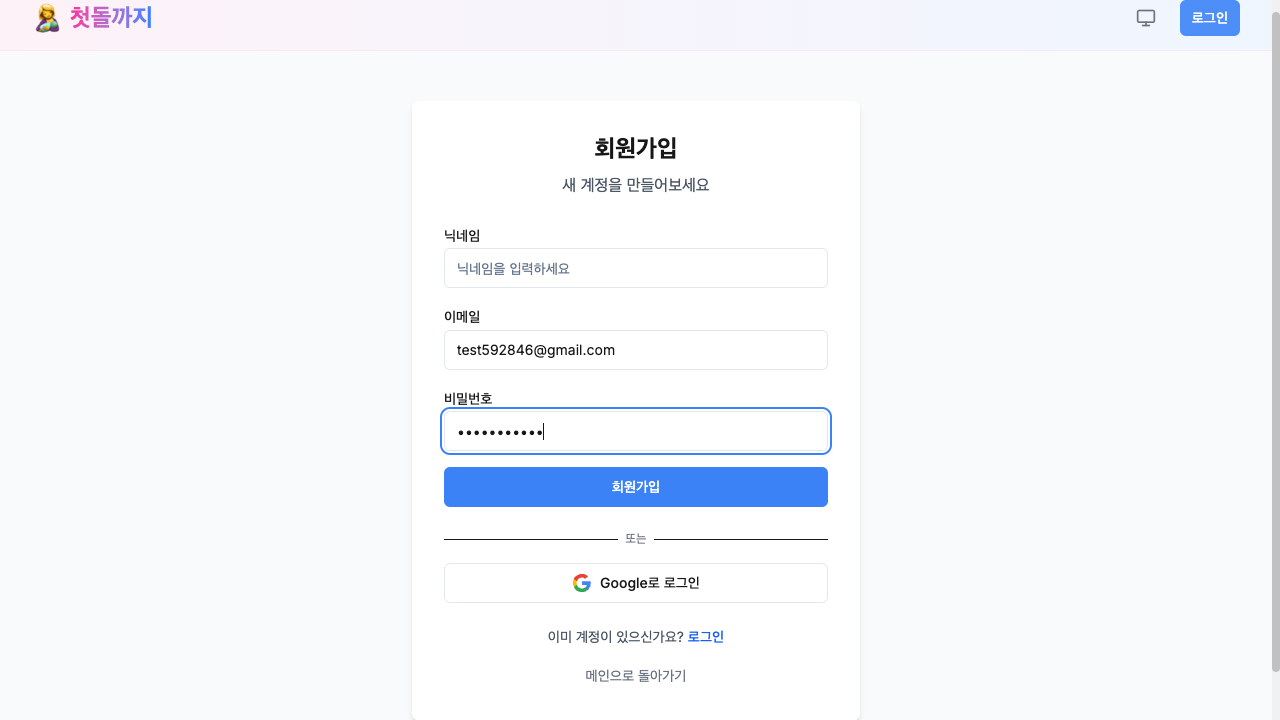 첫돌까지
로그인
회원가입
새 계정을 만들어보세요
닉네임
닉네임을 입력하세요
이메일
test592846@gmail.com
비밀번호
•••••••••••
회원가입
또는
Google로 로그인
이미 계정이 있으신가요? 로그인
메인으로 돌아가기